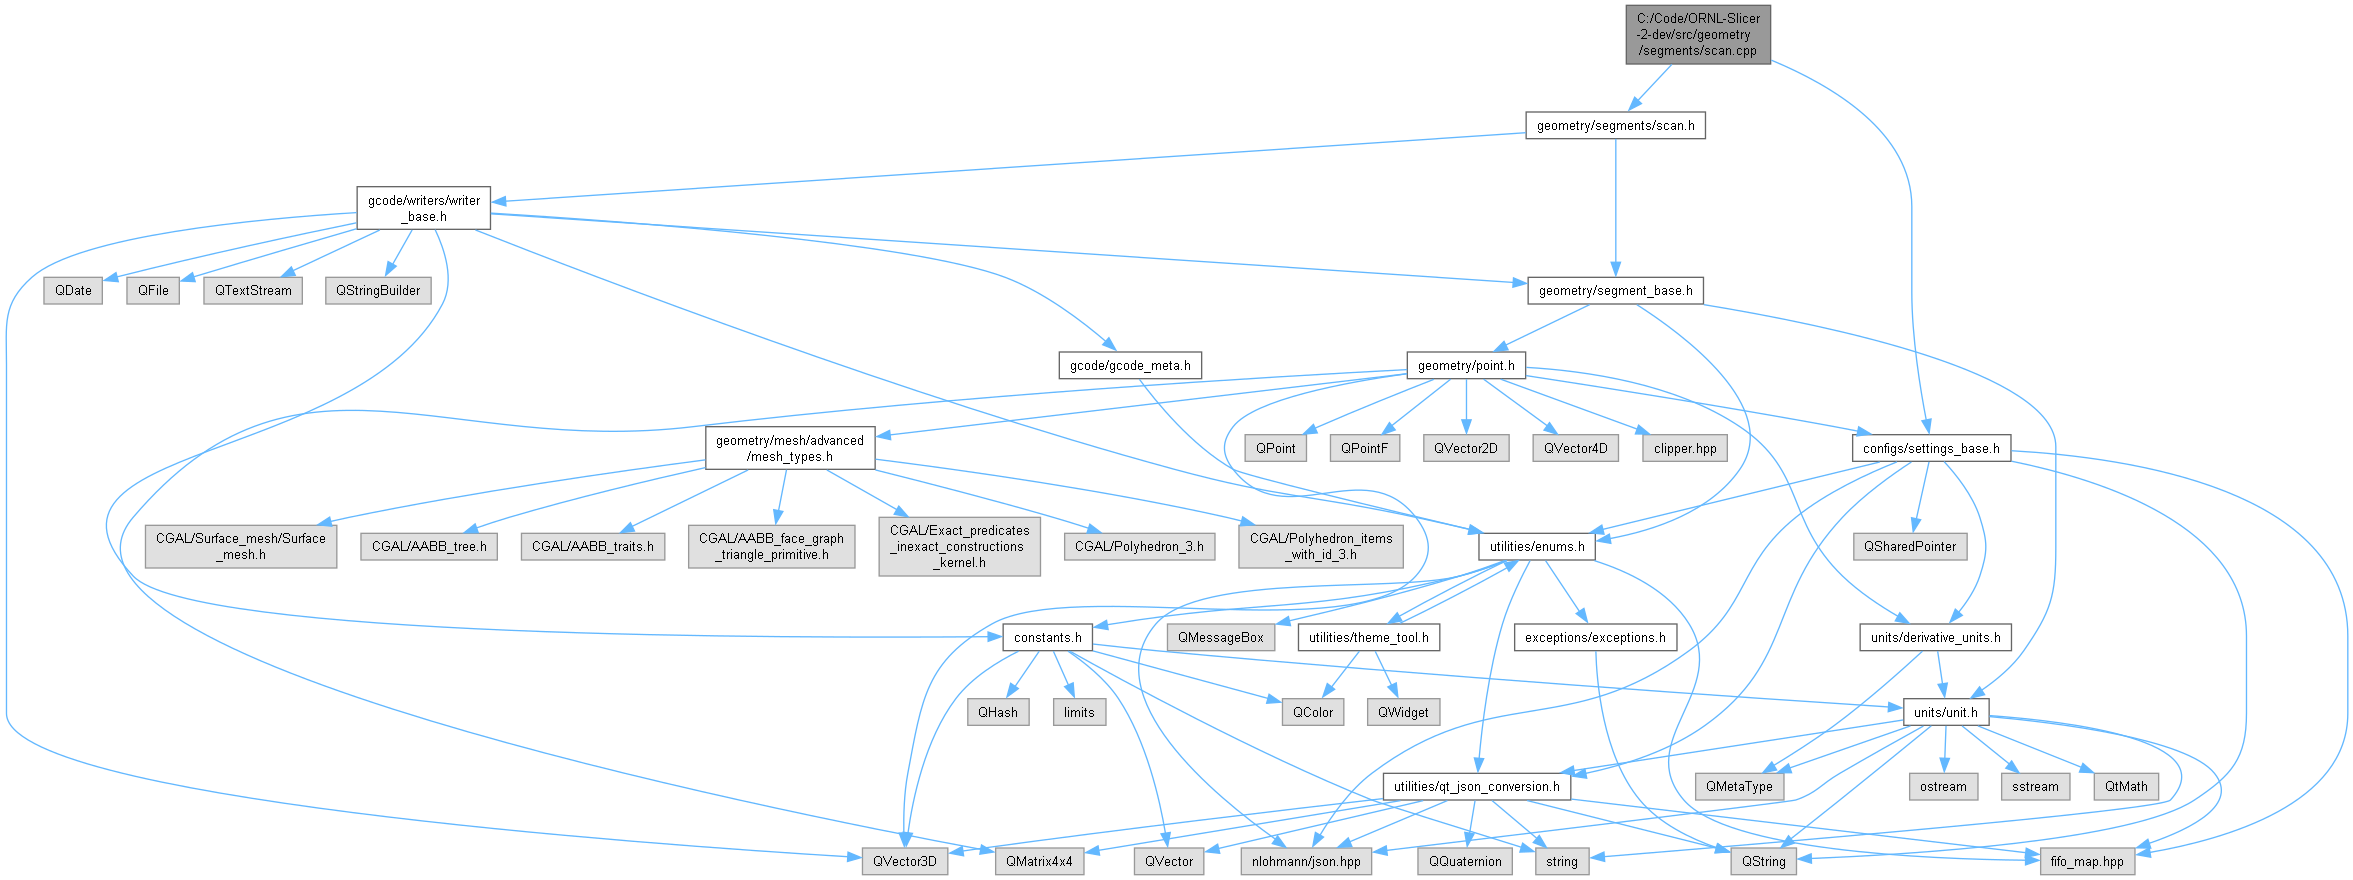 C:/Code/ORNL-Slicer
-2-dev/src/geometry
/segments/scan.cpp
geometry/segments/scan.h
gcode/writers/writer
_base.h
QDate
QFile
QTextStream
QStringBuilder
geometry/segment_base.h
gcode/gcode_meta.h
geometry/point.h
geometry/mesh/advanced
/mesh_types.h
QPoint
QPointF
QVector2D
QVector4D
clipper.hpp
configs/settings_base.h
CGAL/Surface_mesh/Surface
_mesh.h
CGAL/AABB_tree.h
CGAL/AABB_traits.h
CGAL/AABB_face_graph
_triangle_primitive.h
CGAL/Exact_predicates
_inexact_constructions
_kernel.h
CGAL/Polyhedron_3.h
CGAL/Polyhedron_items
_with_id_3.h
utilities/enums.h
QSharedPointer
constants.h
QMessageBox
utilities/theme_tool.h
exceptions/exceptions.h
units/derivative_units.h
QHash
limits
QColor
QWidget
units/unit.h
utilities/qt_json_conversion.h
QMetaType
ostream
sstream
QtMath
QVector3D
QMatrix4x4
QVector
nlohmann/json.hpp
QQuaternion
string
QString
fifo_map.hpp